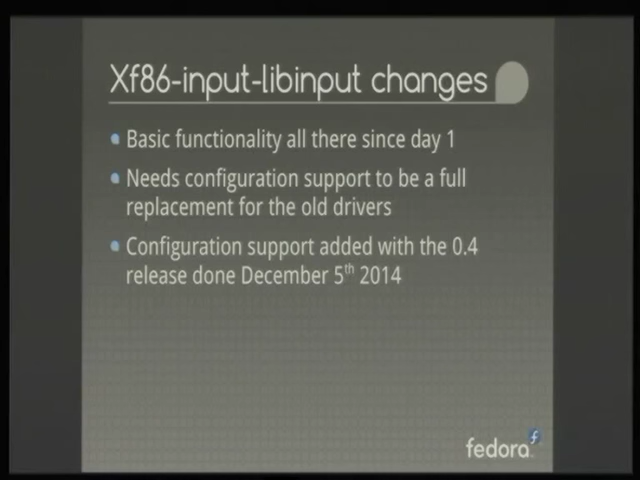 Xf86-input-libinput changes
Basic functionality all there since day 1
Needs configuration support to be a full
replacement for the old drivers
Configuration support added with the 0.4
release done December 5th 2014
fedora